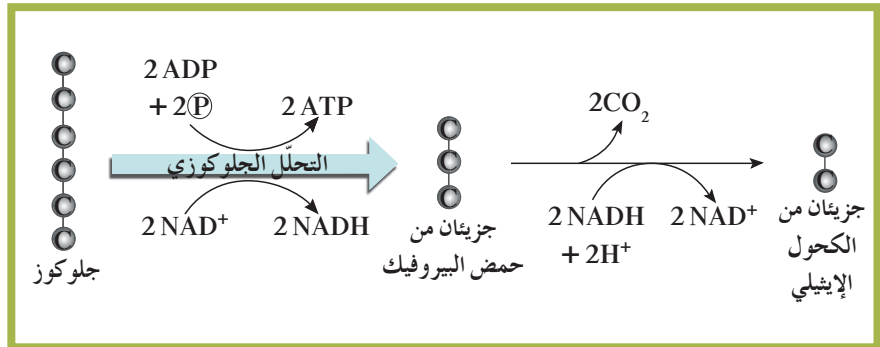 2 ADP
+ 2Ⓟ
2 ATP
التحلّل الجلوكوزي
2 NAD⁺
2 NADH
C
C
C
C
C
C
جلوكوز
C
C
C
جزيئان من
حمض البيروفيك
2CO₂
2 NADH
+ 2H⁺
2 NAD⁺
C
C
جزيئان من
الكحول
الإيثيلي